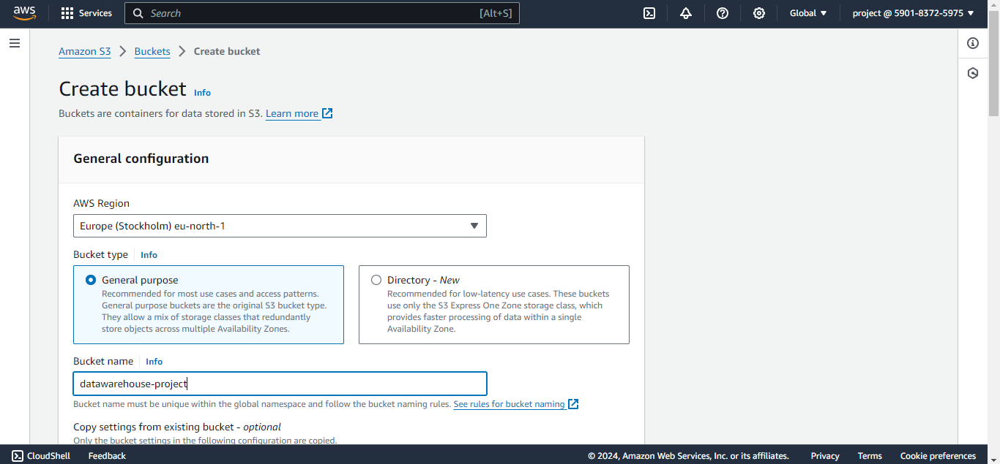 aws Services Search [Alt+S] Global project @ 5901-8372-5975
Amazon S3 Buckets Create bucket
Create bucket Info
Buckets are containers for data stored in S3. Learn more
General configuration
AWS Region
Europe (Stockholm) eu-north-1
Bucket type Info
General purpose
Recommended for most use cases and access patterns.
General purpose buckets are the original S3 bucket type.
They allow a mix of storage classes that redundantly
store objects across multiple Availability Zones.
Directory - New
Recommended for low-latency use cases. These buckets
use only the S3 Express One Zone storage class, which
provides faster processing of data within a single
Availability Zone.
Bucket name Info
datawarehouse-project
Bucket name must be unique within the global namespace and follow the bucket naming rules. See rules for bucket naming
Copy settings from existing bucket - optional
Only the bucket settings in the following configuration are copied.
CloudShell Feedback © 2024, Amazon Web Services, Inc. or its affiliates. Privacy Terms Cookie preferences